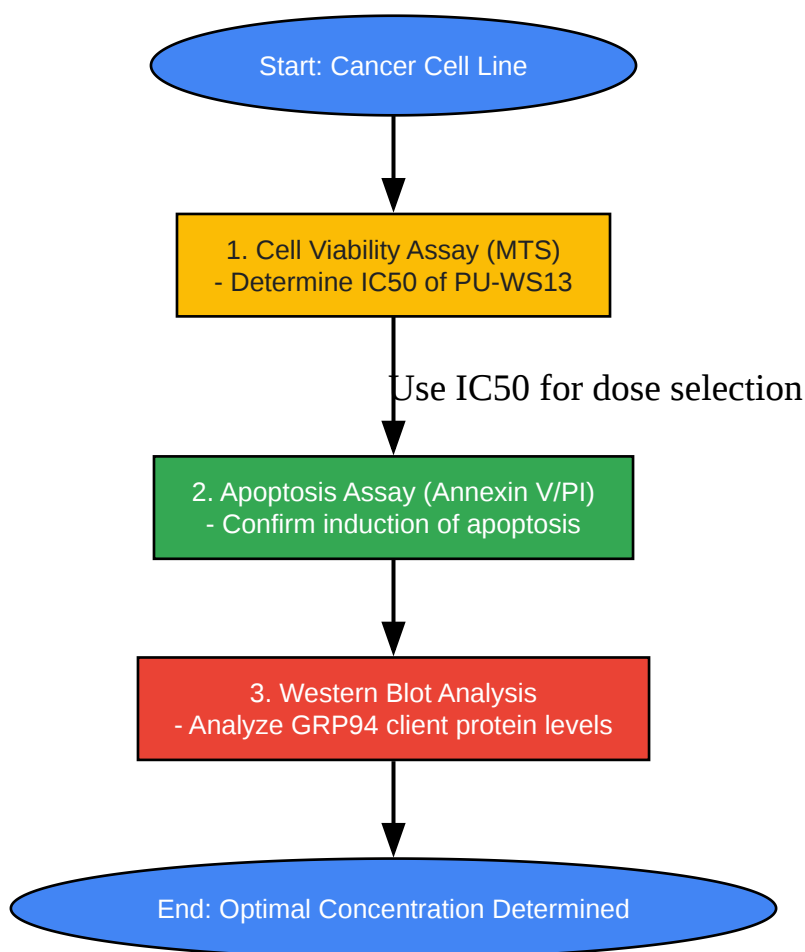 Start: Cancer Cell Line
1. Cell Viability Assay (MTS)
- Determine IC50 of PU-WS13
Use IC50 for dose selection
2. Apoptosis Assay (Annexin V/PI)
- Confirm induction of apoptosis
3. Western Blot Analysis
- Analyze GRP94 client protein levels
End: Optimal Concentration Determined